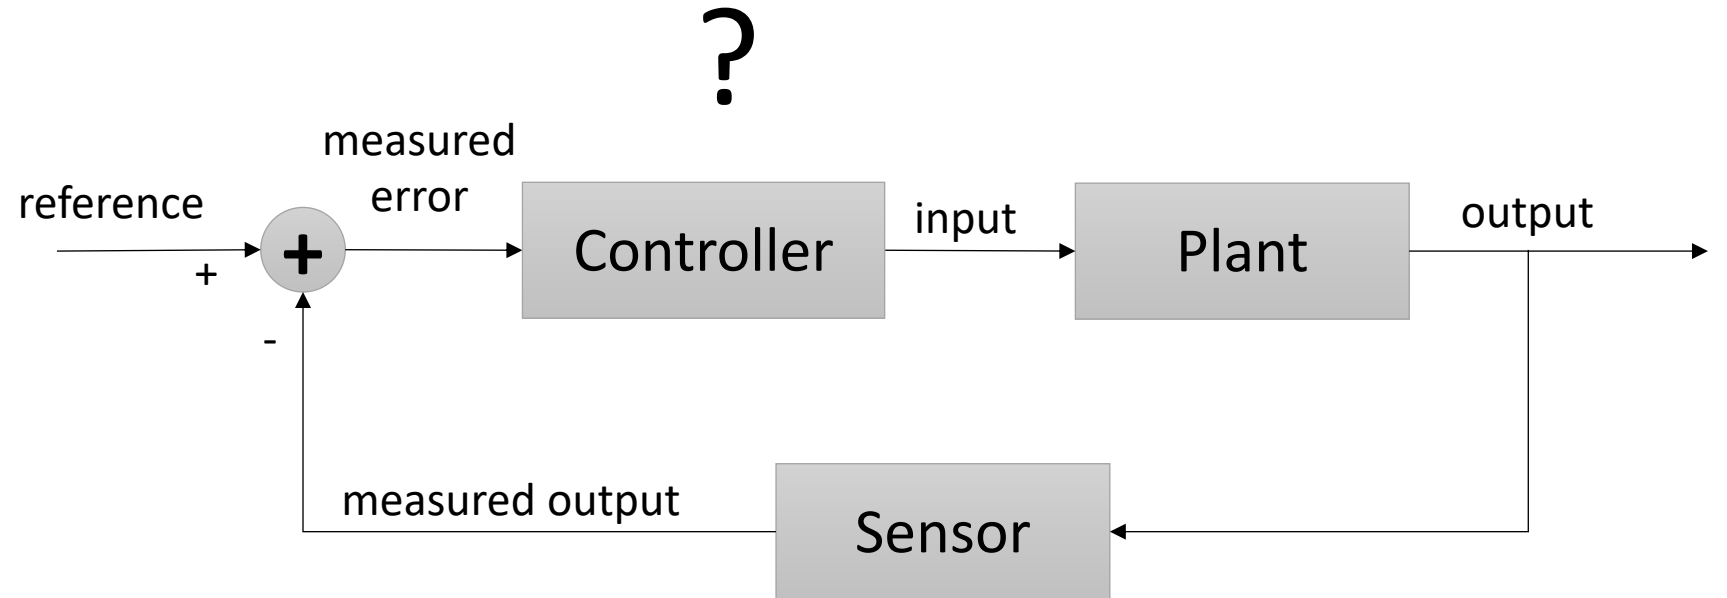 ?
measured
error
reference
+
+
-
Controller
input
Plant
output
measured output
Sensor